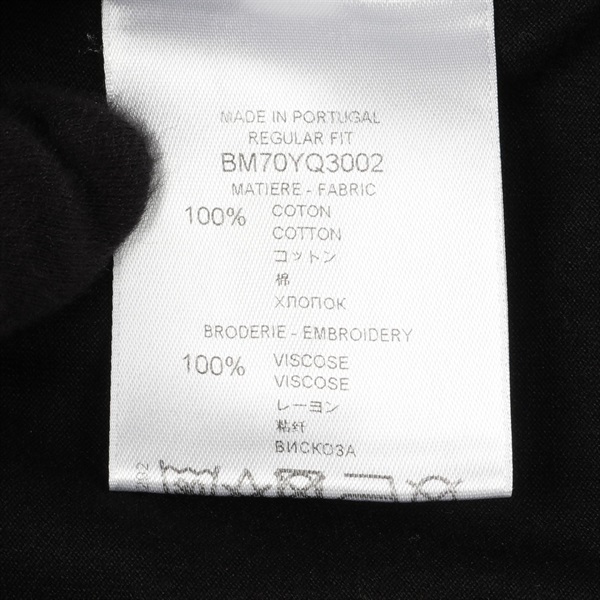 MADE IN PORTUGAL
REGULAR FIT
BM70YQ3002
MATIERE - FABRIC
100% COTON
COTTON
コットン
棉
ХЛОПОК
BRODERIE - EMBROIDERY
100% VISCOSE
VISCOSE
レーヨン
粘纤
ВИСКОЗА